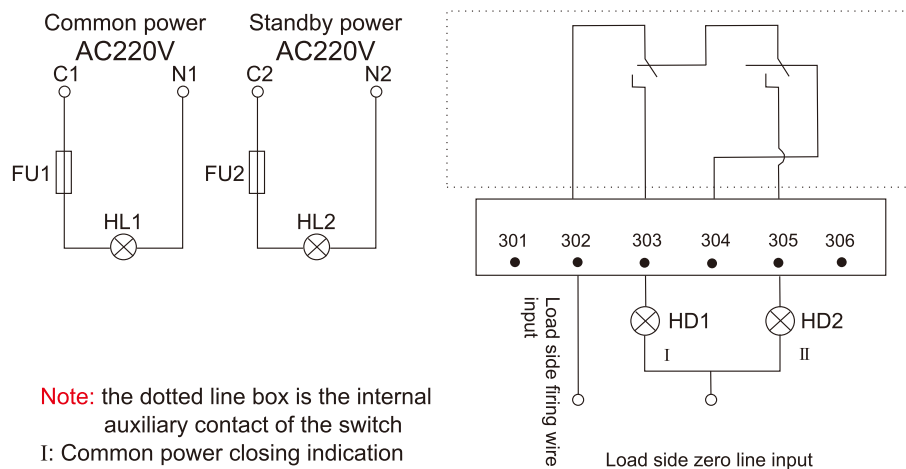 Common power
AC220V
Standby power
AC220V
C1
N1
C2
N2
FU1
FU2
HL1
HL2
301
302
303
304
305
306
Load side firing wire
input
HD1
HD2
I
II
Note: the dotted line box is the internal
auxiliary contact of the switch
I: Common power closing indication
Load side zero line input